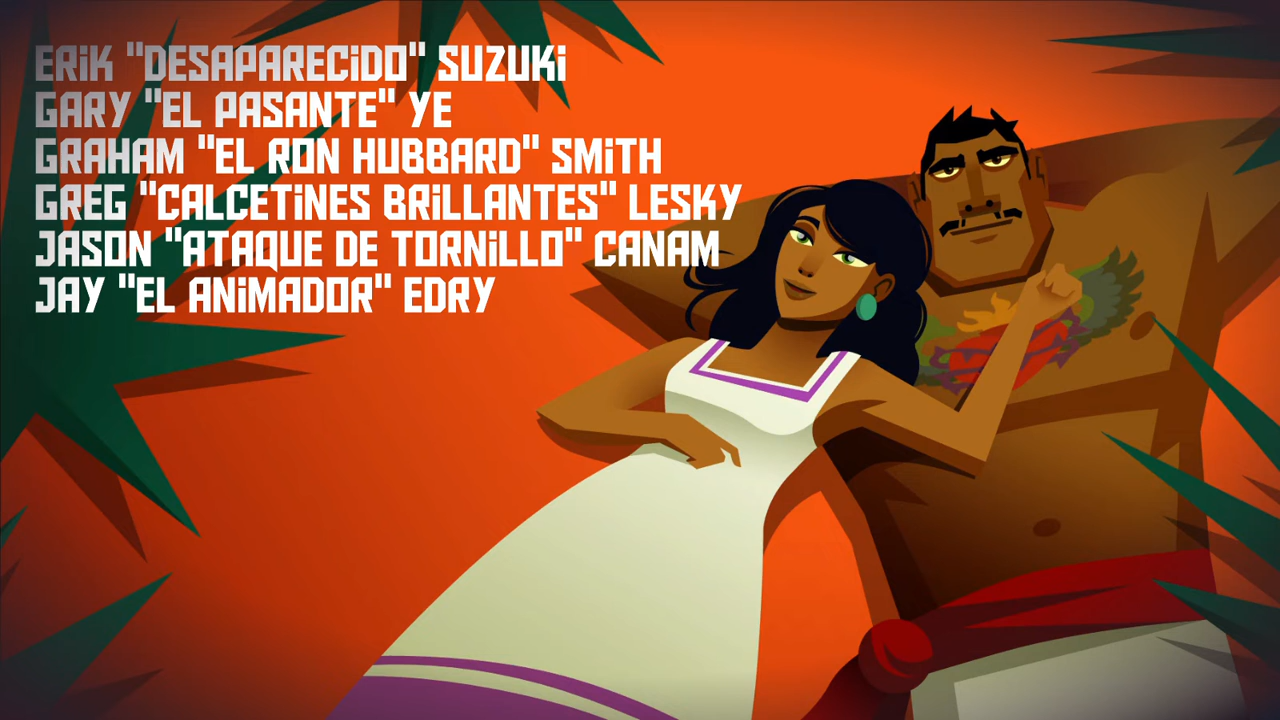 ERiK "DESAPARECiDO" SUZUKi
GARY "EL PASANTE" YE
GRAHAM "EL RON HUBBARD" SMiTH
GREG "CALCETiNES BRiLLANTES" LESKY
JASON "ATAQUE DE TORNiLLO" CANAM
JAY "EL ANiMADOR" EDRY